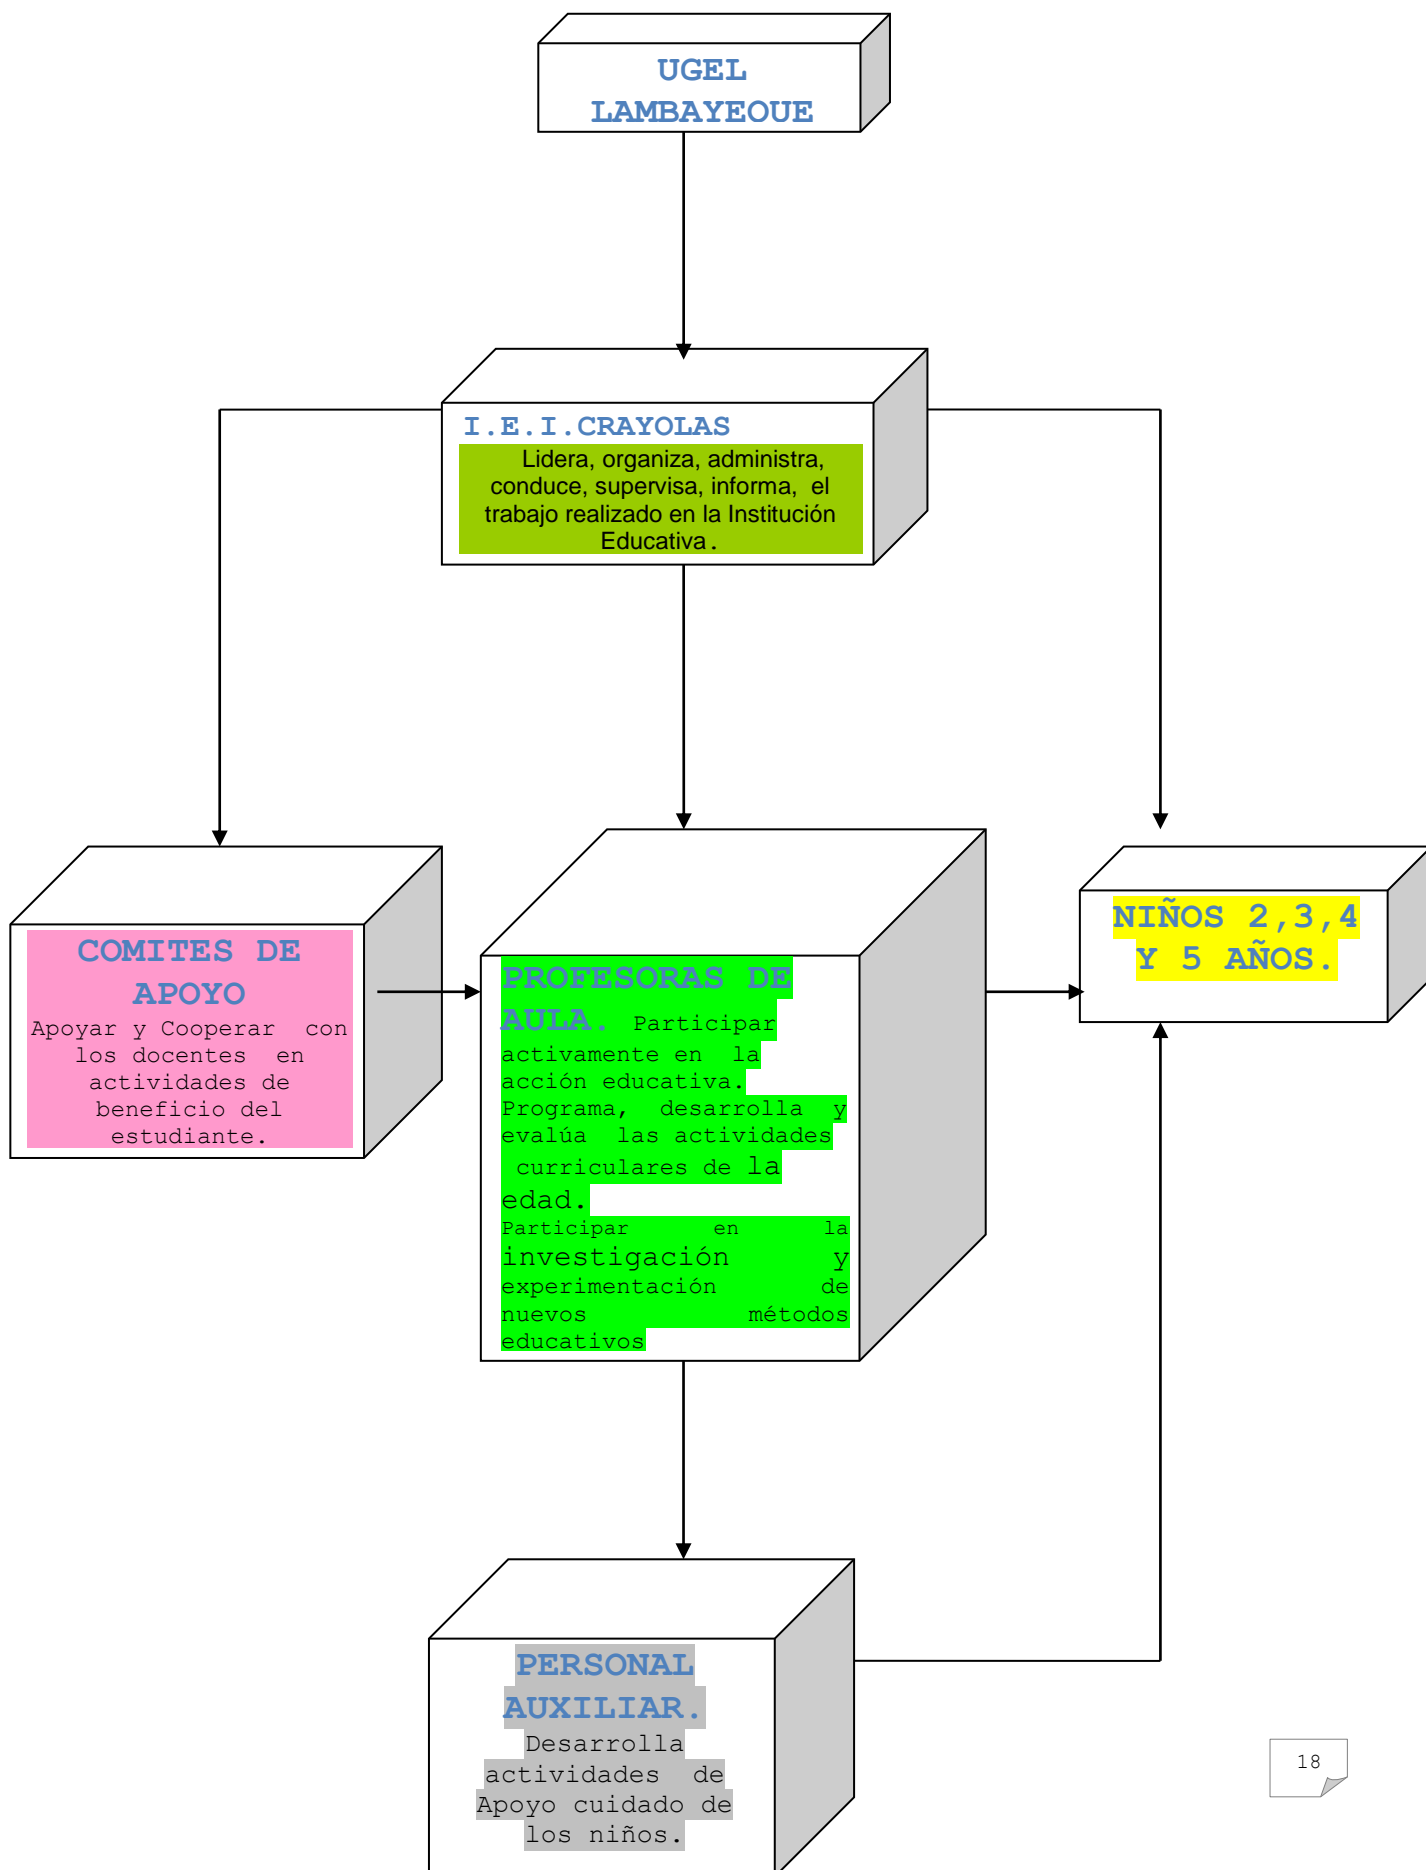 UGEL
LAMBAYEOUE
I.E.I.CRAYOLAS
Lidera, organiza, administra,
conduce, supervisa, informa, el
trabajo realizado en la Institución
Educativa.
COMITES DE
APOYO
Apoyar y Cooperar con
los docentes en
actividades de
beneficio del
estudiante.
PROFESORAS DE
AULA. Participar
activamente en la
acción educativa.
Programa, desarrolla y
evalúa las actividades
curriculares de la
edad.
Participar en la
investigación y
experimentación de
nuevos métodos
educativos
NIÑOS 2,3,4
Y 5 AÑOS.
PERSONAL
AUXILIAR.
Desarrolla
actividades de
Apoyo cuidado de
los niños.
18